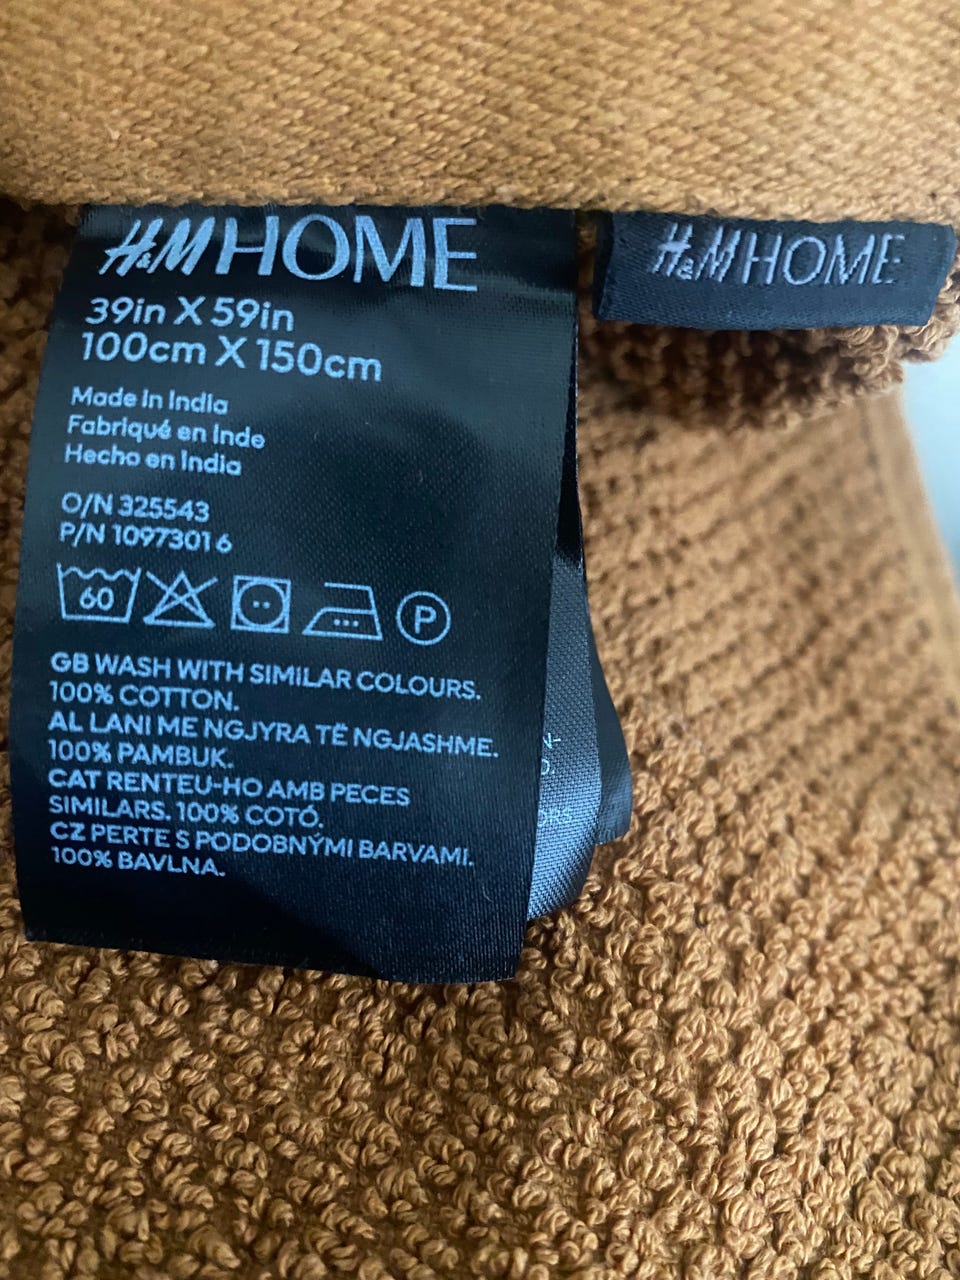 H&M HOME
39in X 59in
100cm X 150cm
Made in India
Fabriqué en Inde
Hecho en India
O/N 325543
P/N 1097301 6
60
P
GB WASH WITH SIMILAR COLOURS.
100% COTTON.
AL LANI ME NGJYRA TË NGJASHME.
100% PAMBUK.
CAT RENTEU-HO AMB PECES
SIMILARS. 100% COTÓ.
CZ PERTE S PODOBNÝMI BARVAMI.
100% BAVLNA.
H&M HOME